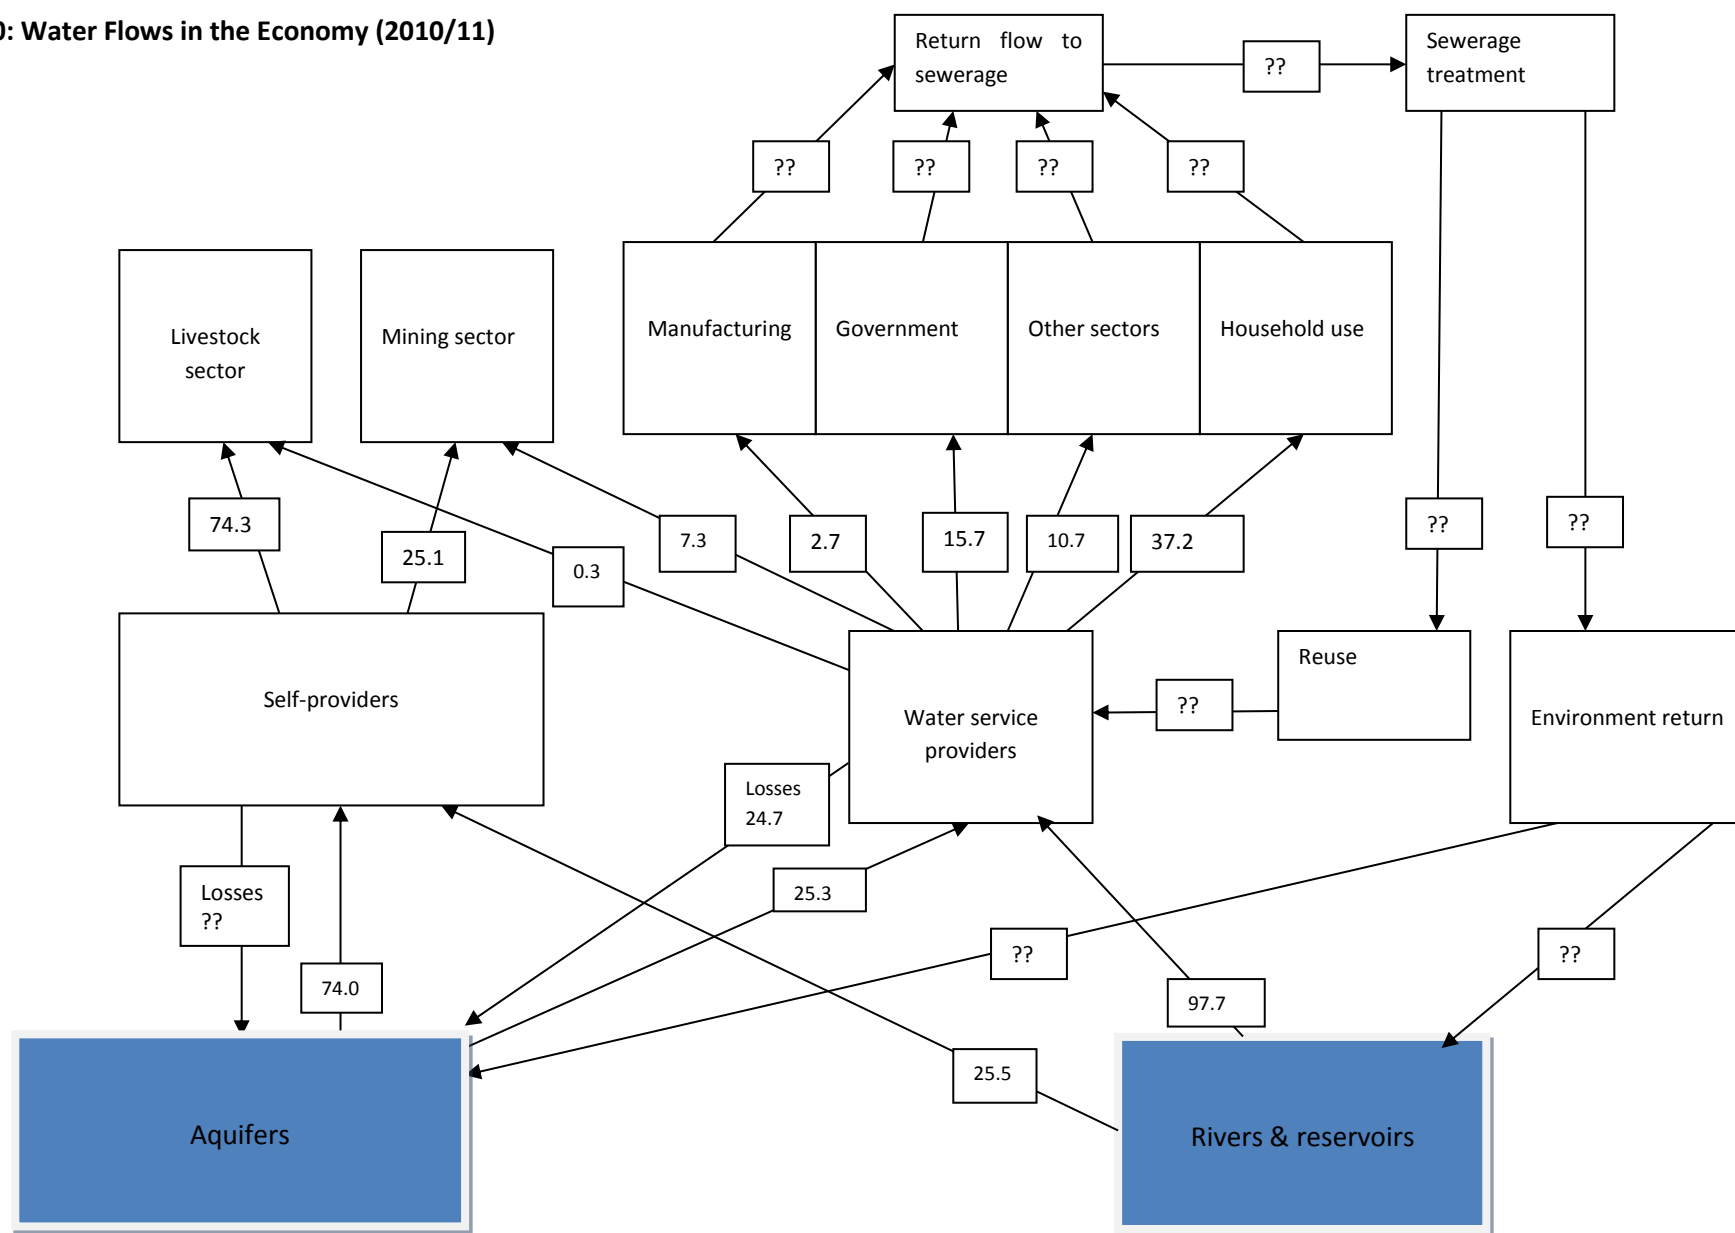 0: Water Flows in the Economy (2010/11)
Return flow to
sewerage
??
Sewerage
treatment
??
??
??
??
Livestock
sector
Mining sector
Manufacturing
Government
Other sectors
Household use
74.3
25.1
0.3
7.3
2.7
15.7
10.7
37.2
??
??
Self-providers
Water service
providers
??
Reuse
Environment return
Losses
24.7
Losses
??
74.0
25.3
??
97.7
??
25.5
Aquifers
Rivers & reservoirs